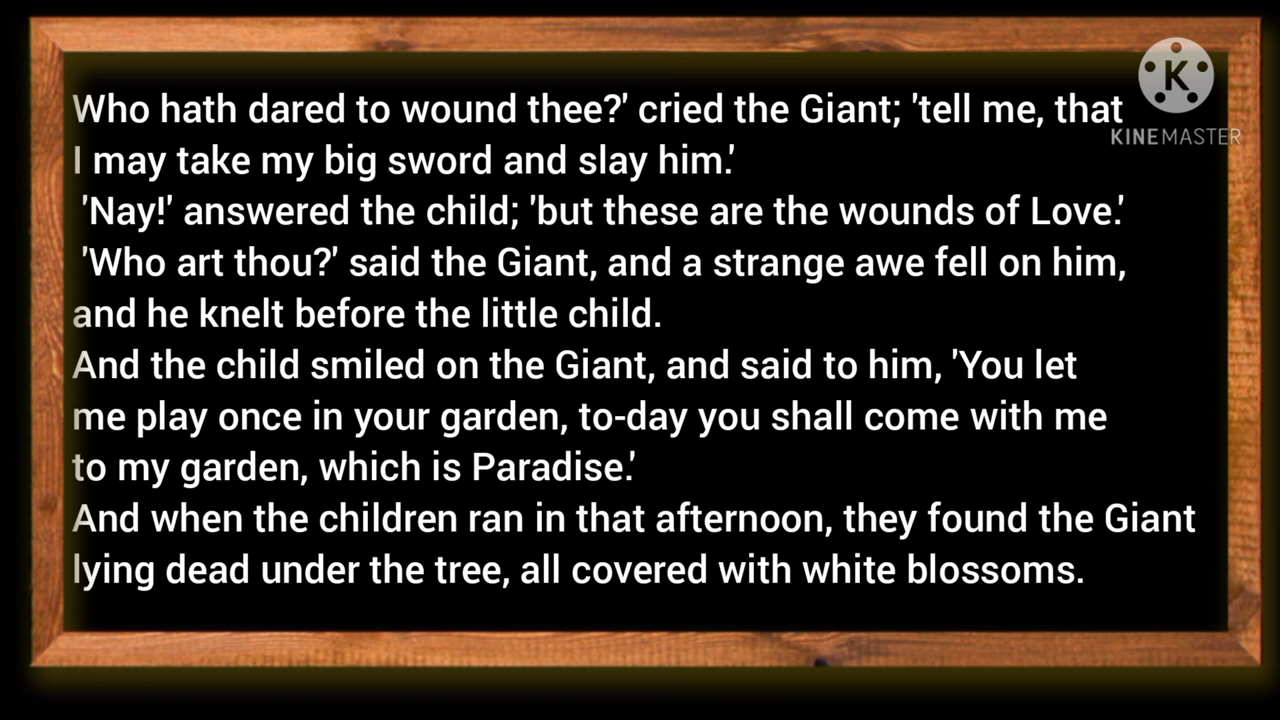 Who hath dared to wound thee?' cried the Giant; 'tell me, that
I may take my big sword and slay him.'
'Nay!' answered the child; 'but these are the wounds of Love.'
'Who art thou?' said the Giant, and a strange awe fell on him,
and he knelt before the little child.
And the child smiled on the Giant, and said to him, 'You let
me play once in your garden, to-day you shall come with me
to my garden, which is Paradise.'
And when the children ran in that afternoon, they found the Giant
lying dead under the tree, all covered with white blossoms.
K
KINEMASTER